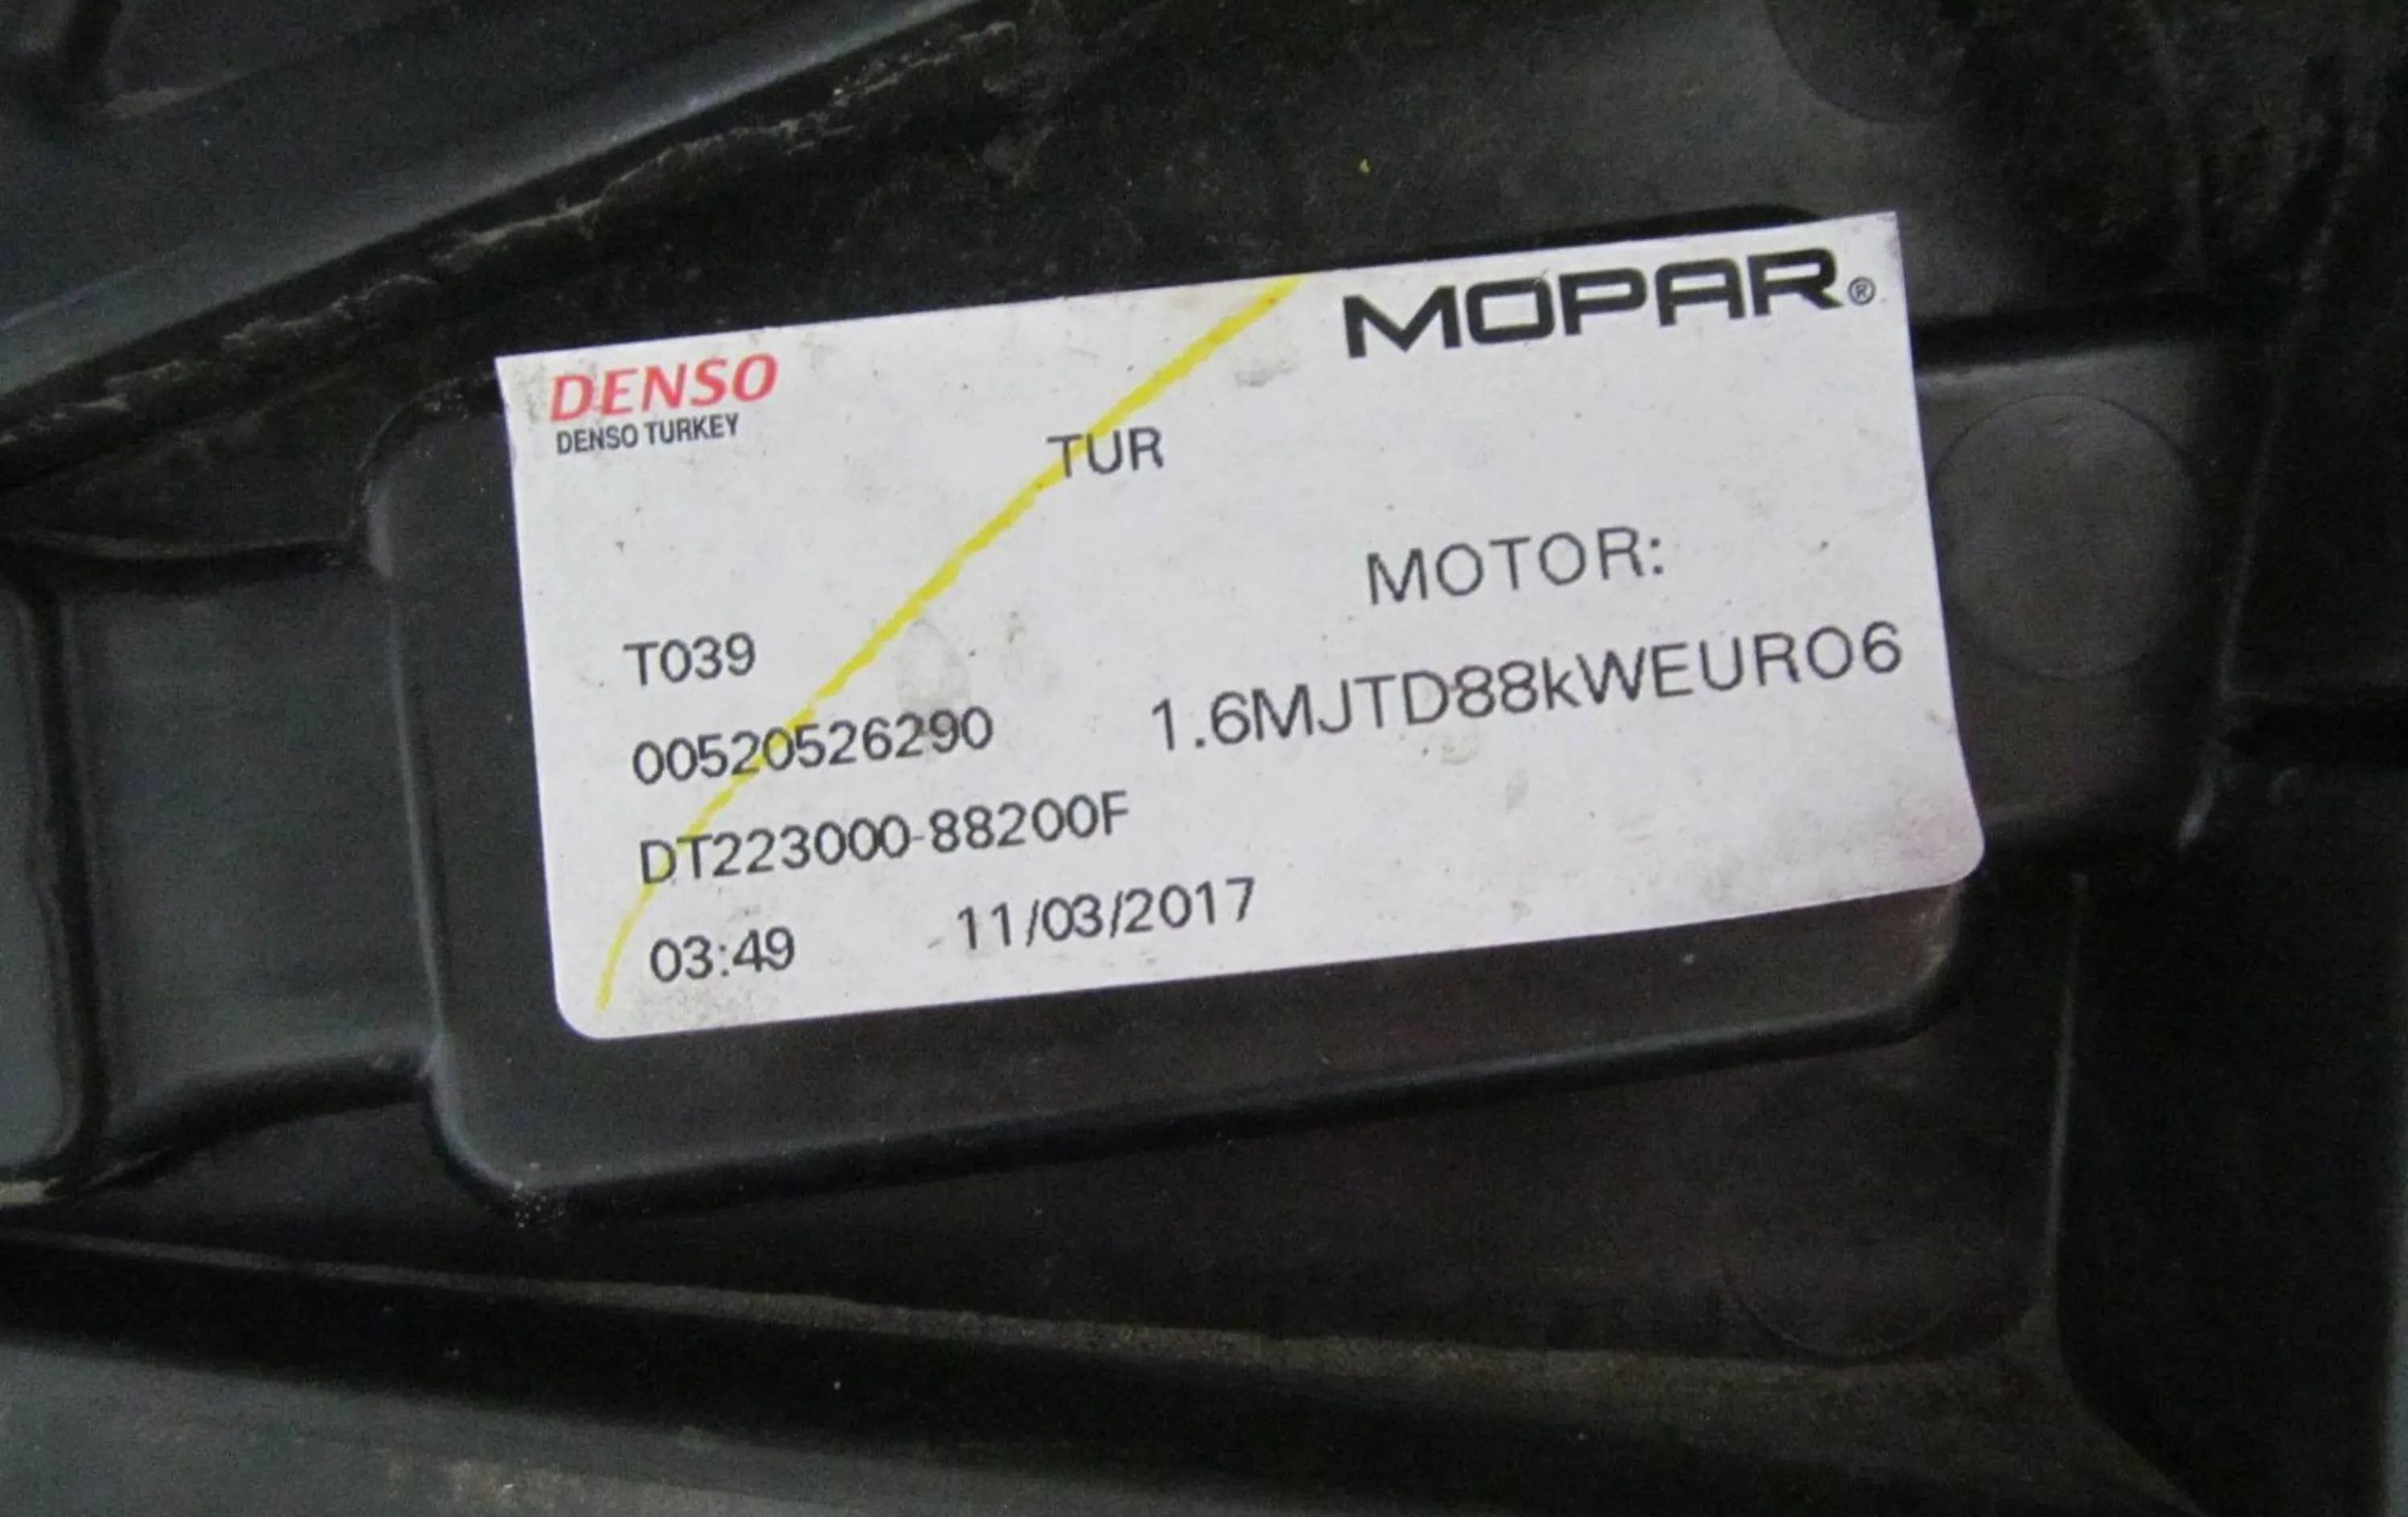 DENSO
DENSO TURKEY
MOPAR®
TUR
MOTOR:
T039
1.6MJTD88kWEURO6
00520526290
DT223000-88200F
03:49 11/03/2017